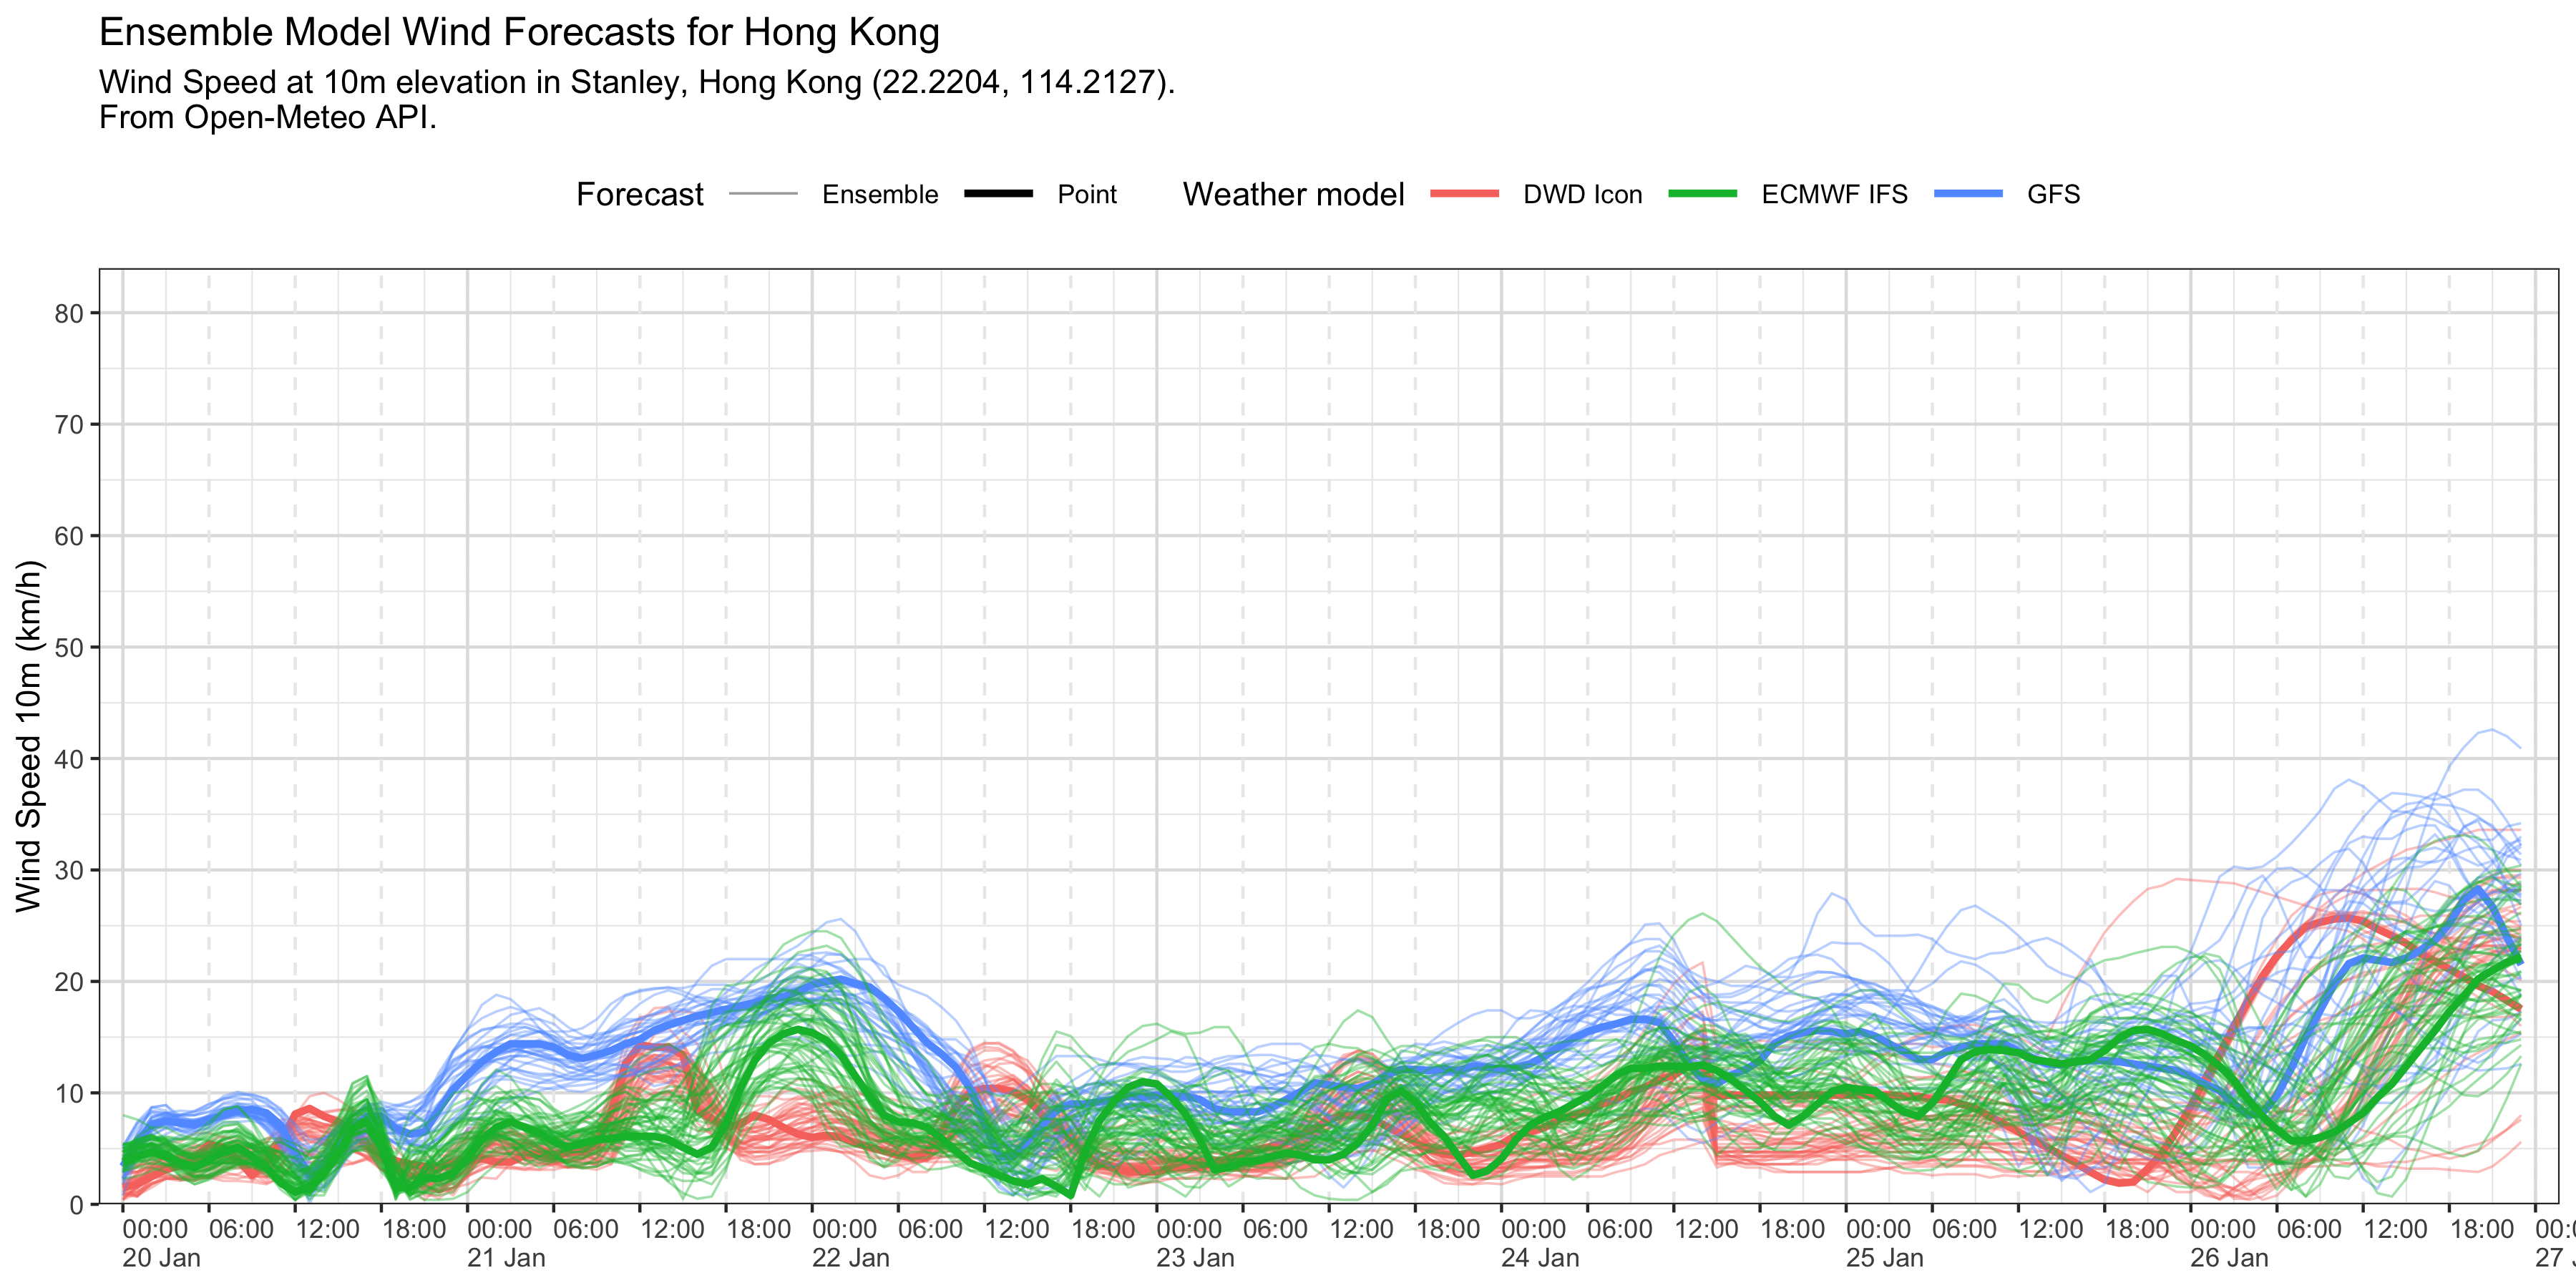 Ensemble Model Wind Forecasts for Hong Kong
Wind Speed at 10m elevation in Stanley, Hong Kong (22.2204, 114.2127).
From Open-Meteo API.
Forecast Ensemble Point Weather model DWD Icon ECMWF IFS GFS
Wind Speed 10m (km/h)
80
70
60
50
40
30
20
10
0
00:00 06:00 12:00 18:00 00:00 06:00 12:00 18:00 00:00 06:00 12:00 18:00 00:00 06:00 12:00 18:00 00:00 06:00 12:00 18:00 00:00 06:00 12:00 18:00 00:00 06:00 12:00 18:00
20 Jan 21 Jan 22 Jan 23 Jan 24 Jan 25 Jan 26 Jan 27